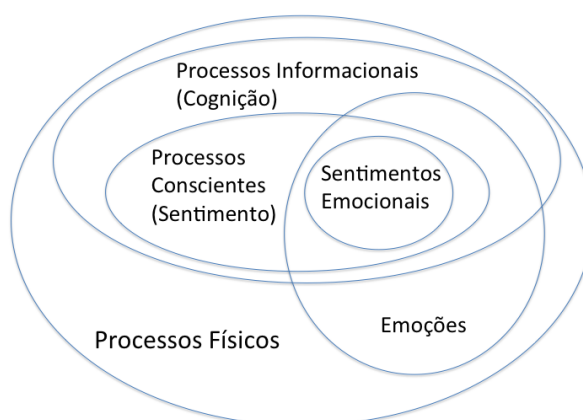 Processos Informacionais
(Cognição)
Processos
Conscientes
(Sentimento)
Sentimentos
Emocionais
Emoções
Processos Físicos